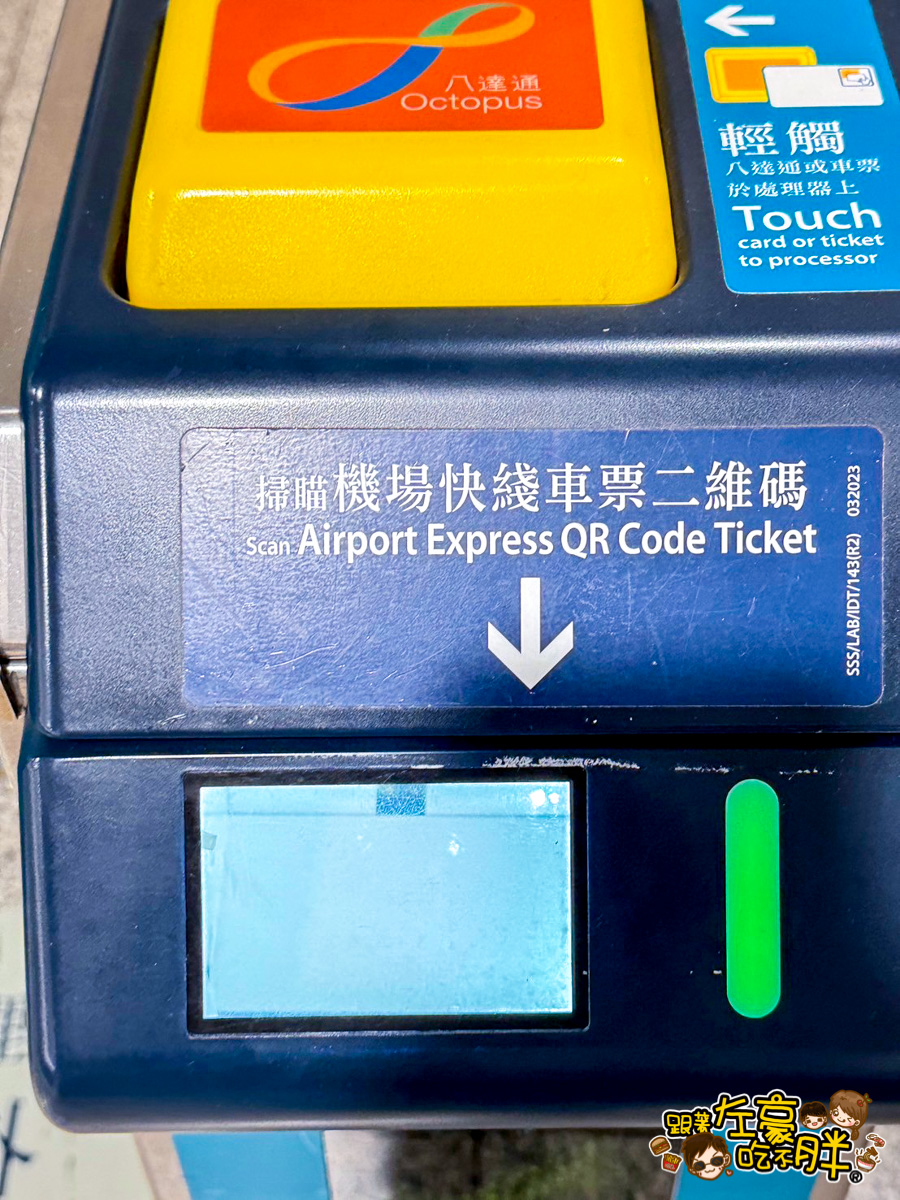 八達通
Octopus
輕觸
八達通或車票
於處理器上
Touch
card or ticket
to processor
掃瞄機場快綫車票二維碼
Scan Airport Express QR Code Ticket
SSS/LAB/IDT/143(R2) 032023
跟著左豪吃不胖®